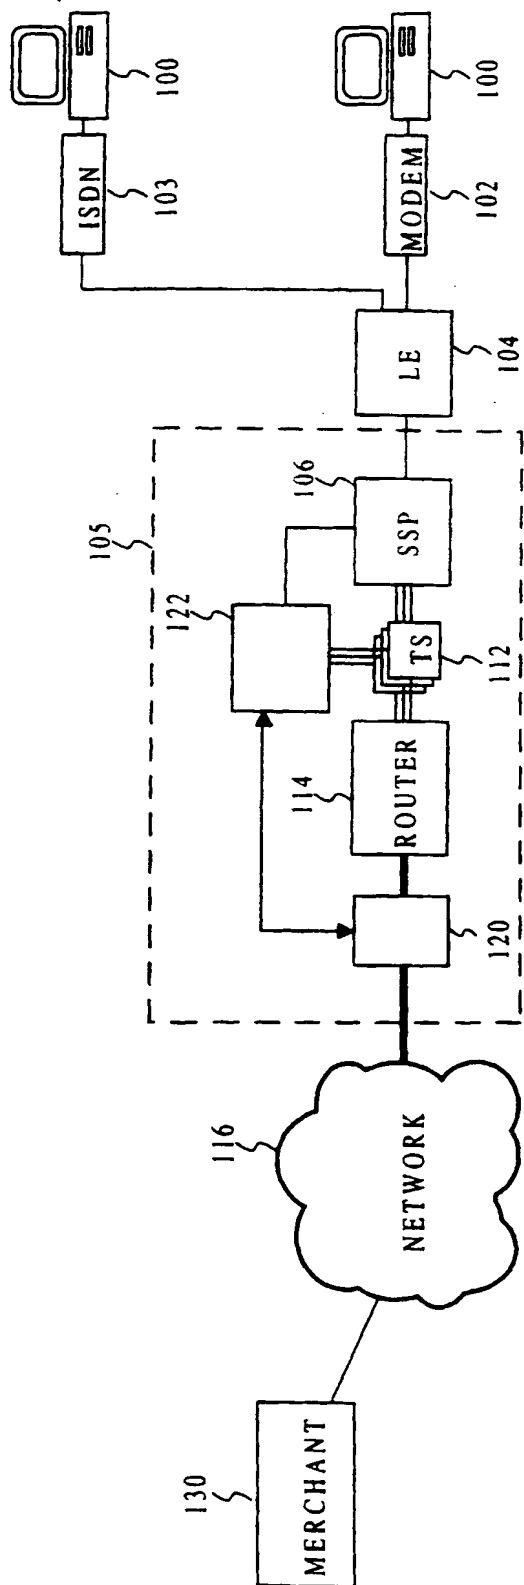 130
MERCHANT
116
NETWORK
105
120
114
ROUTER
122
TS
112
106
SSP
LE
104
ISDN
103
MODEM
102
100
100